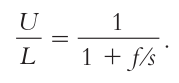 U/L = 1/(1 + f/s).